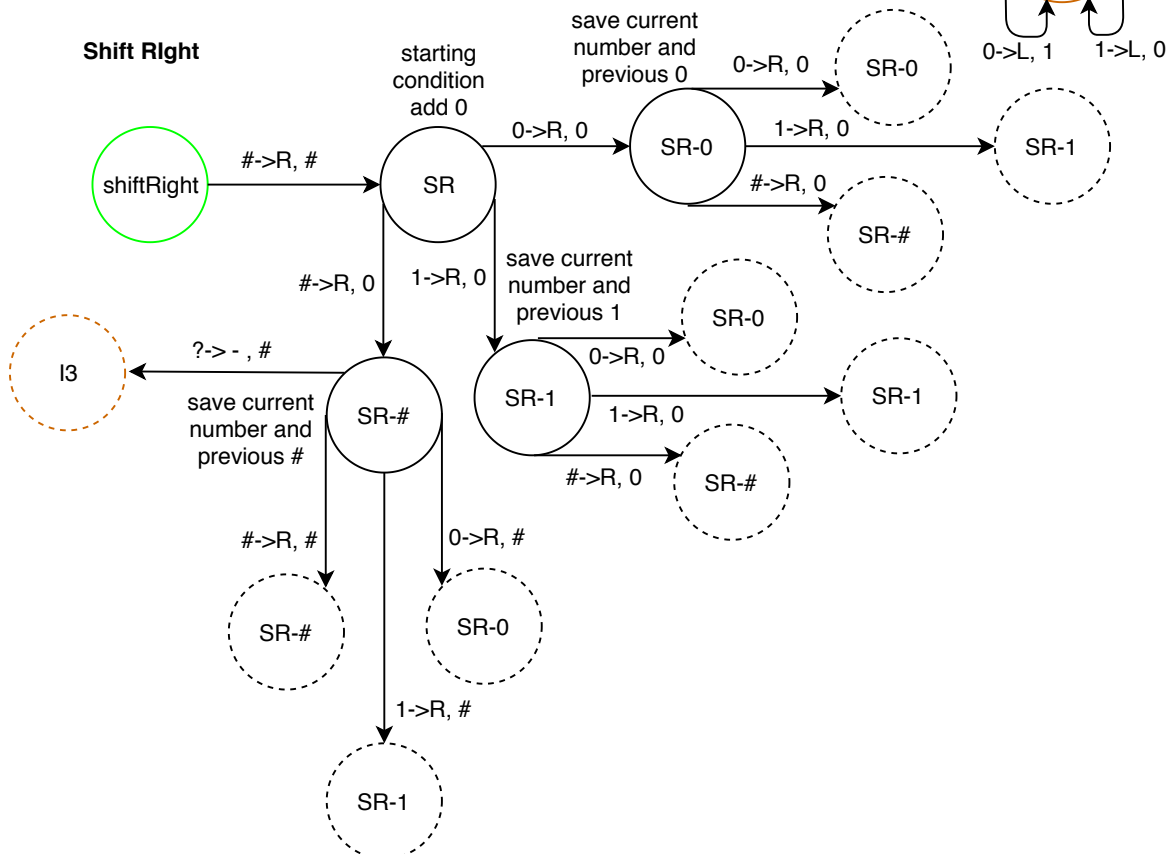 Shift RIght
starting
condition
add 0
save current
number and
previous 0
0->L, 1
1->L, 0
shiftRight
#->R, #
SR
0->R, 0
SR-0
0->R, 0
SR-0
1->R, 0
SR-1
#->R, 0
SR-#
#->R, 0
1->R, 0
save current
number and
previous 1
SR-1
0->R, 0
SR-0
1->R, 0
SR-1
#->R, 0
SR-#
I3
?-> - , #
SR-#
save current
number and
previous #
#->R, #
SR-#
0->R, #
SR-0
1->R, #
SR-1